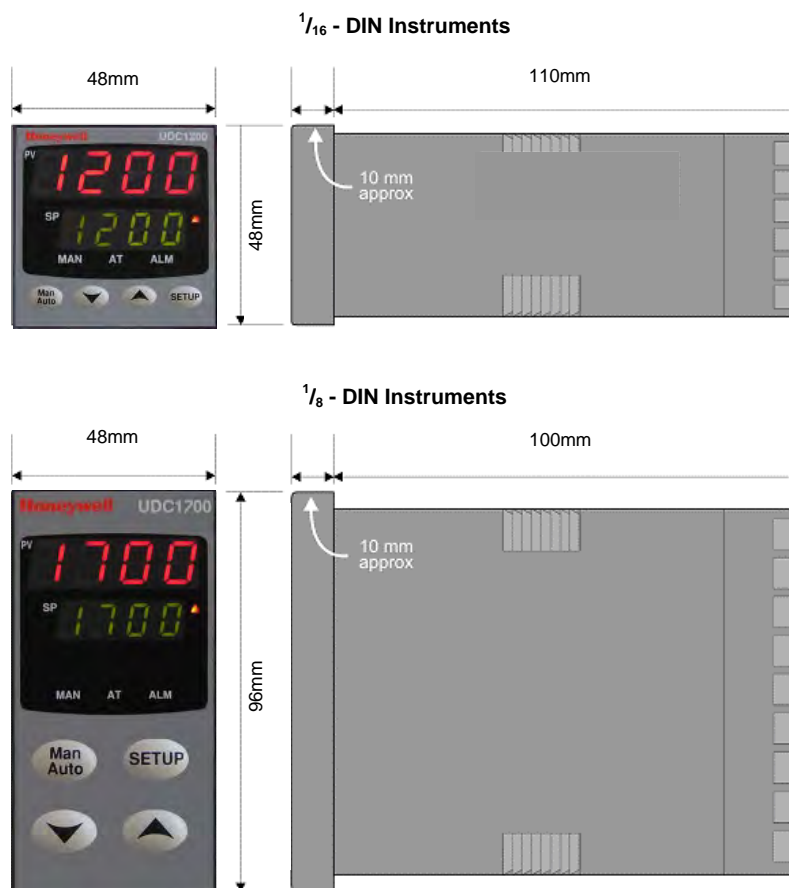 1/16 - DIN Instruments
48mm
110mm
Honeywell UDC1200
PV
1200
SP 1200
MAN AT ALM
Man Auto SETUP
48mm
10 mm
approx
1/8 - DIN Instruments
48mm
100mm
Honeywell UDC1700
PV
1700
SP 1700
MAN AT ALM
Man
Auto
SETUP
96mm
10 mm
approx